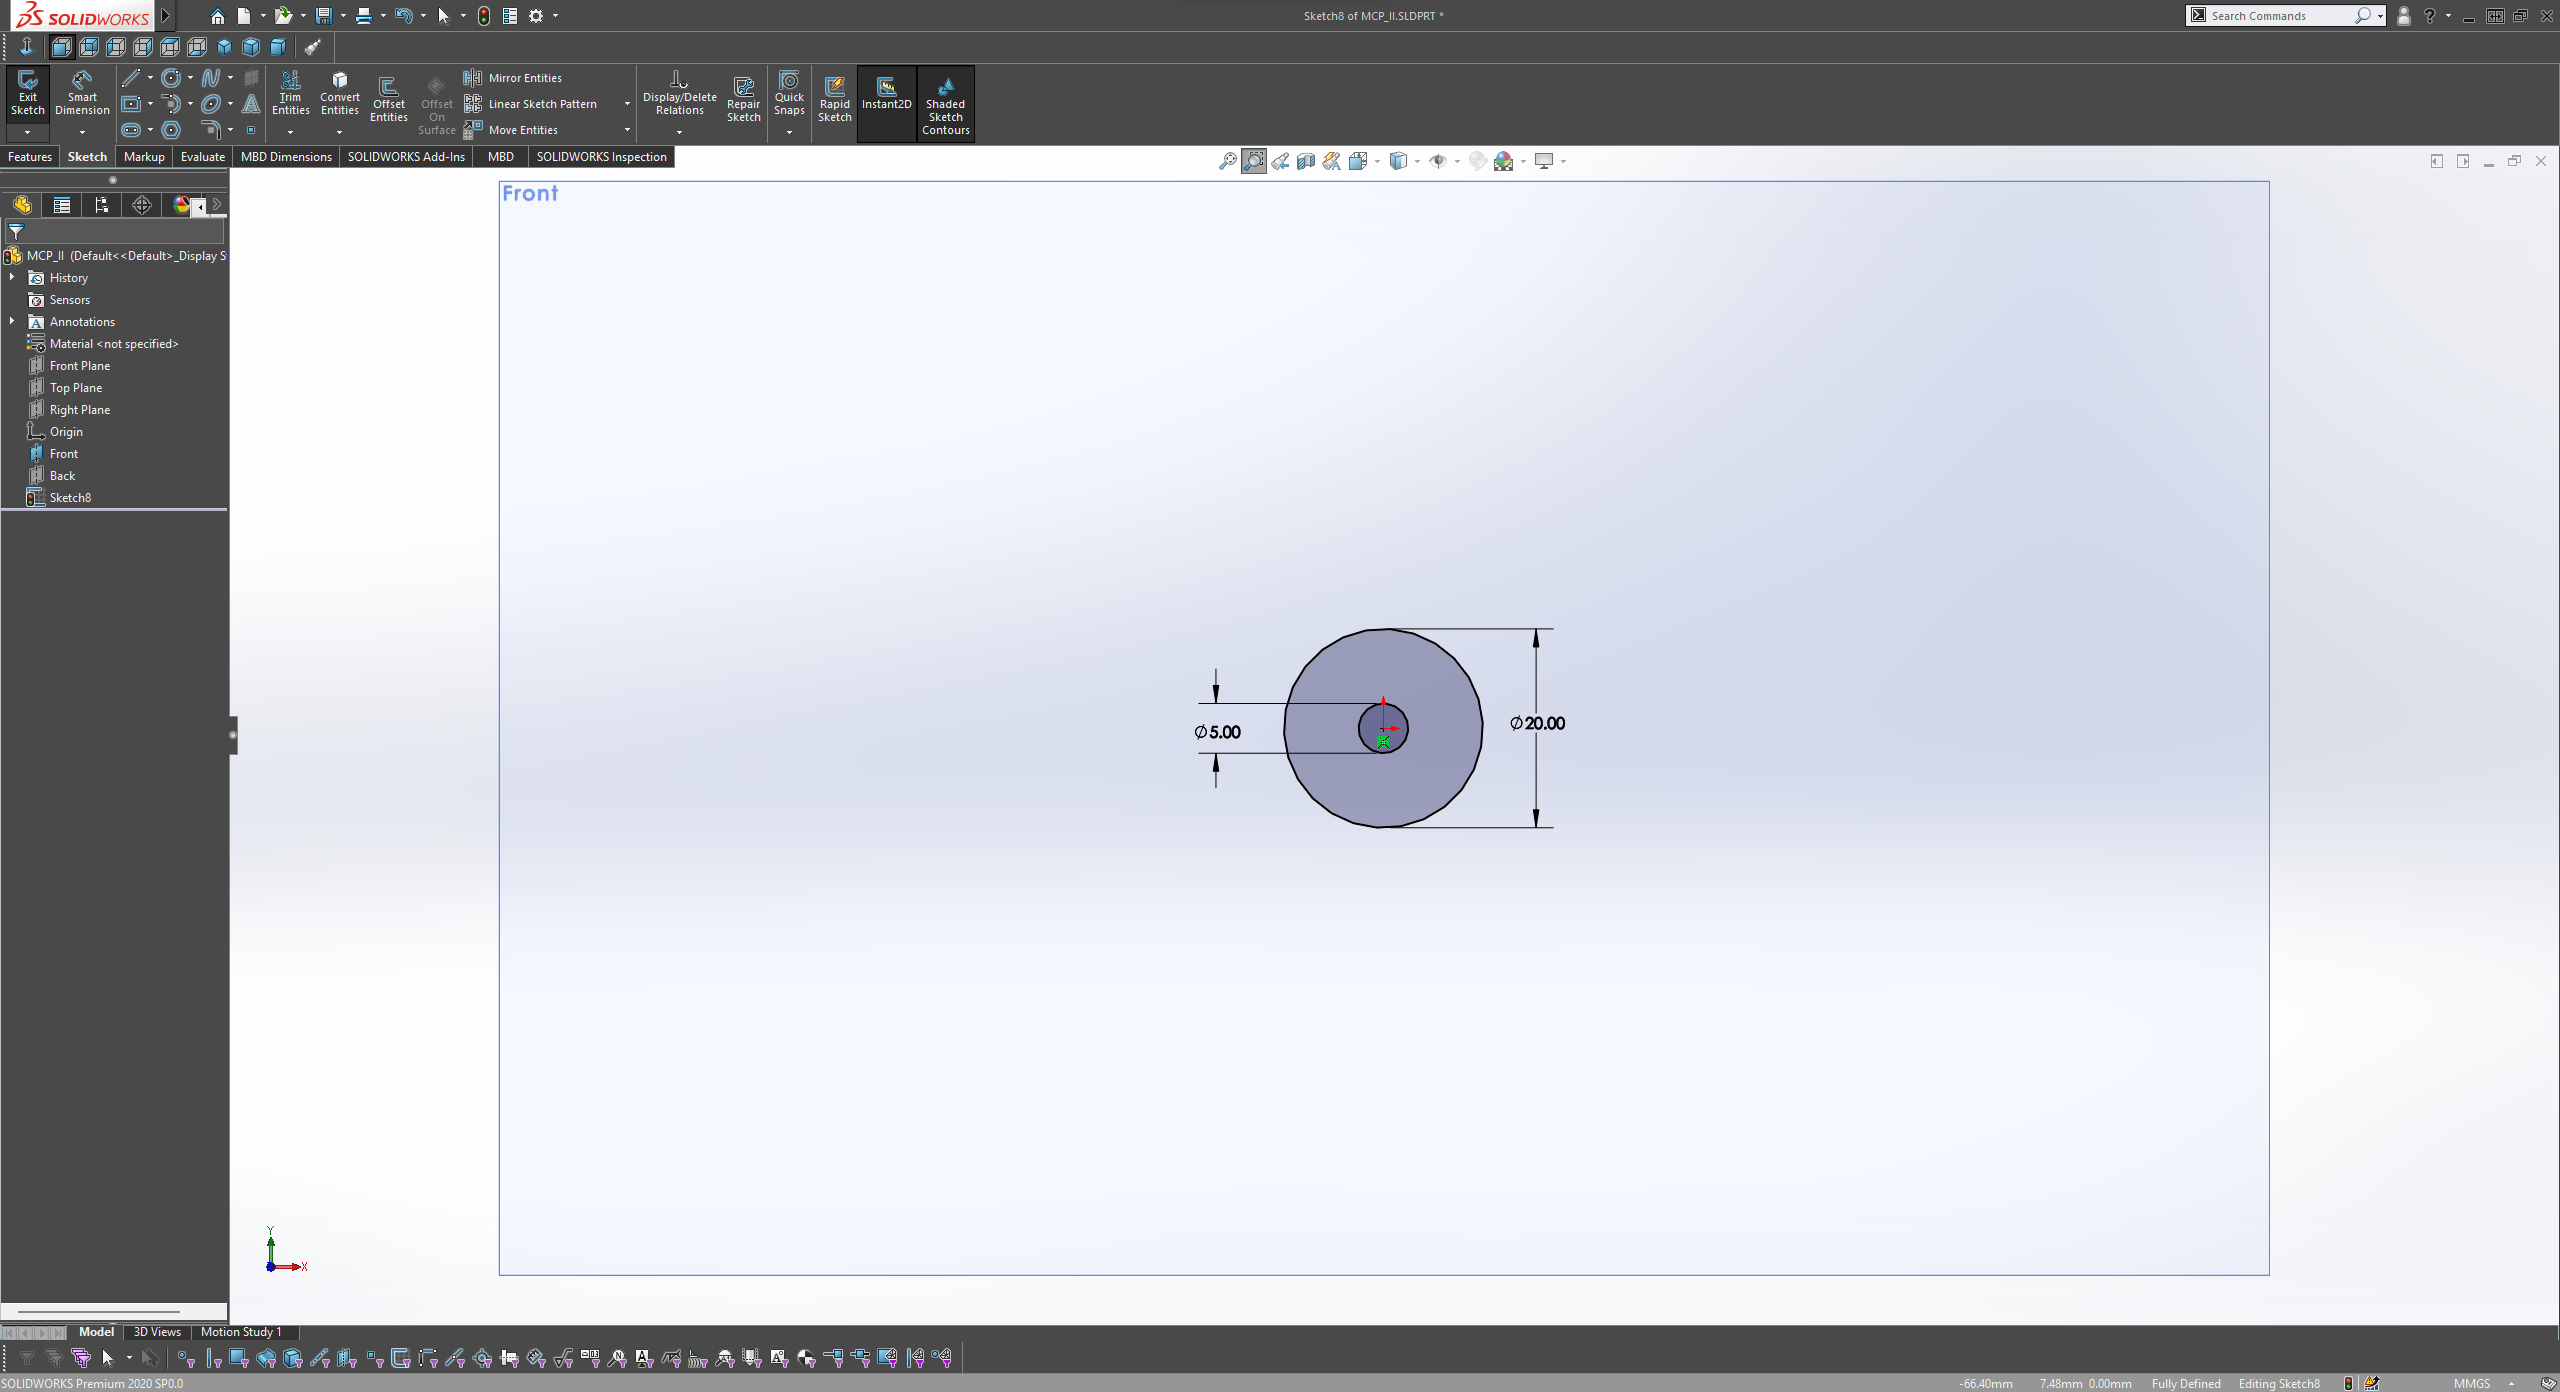 SOLIDWORKS
Sketch8 of MCP_II.SLDPRT *
Search Commands
Exit Sketch
Smart Dimension
Trim Entities
Convert Entities
Offset Entities
Offset On Surface
Mirror Entities
Linear Sketch Pattern
Move Entities
Display/Delete Relations
Repair Sketch
Quick Snaps
Rapid Sketch
Instant2D
Shaded Sketch Contours
Features
Sketch
Markup
Evaluate
MBD Dimensions
SOLIDWORKS Add-Ins
MBD
SOLIDWORKS Inspection
MCP_II (Default<<Default>_Display S
History
Sensors
Annotations
Material <not specified>
Front Plane
Top Plane
Right Plane
Origin
Front
Back
Sketch8
Front
∅5.00
∅20.00
Y
X
Model
3D Views
Motion Study 1
SOLIDWORKS Premium 2020 SP0.0
-66.40mm
7.48mm
0.00mm
Fully Defined
Editing Sketch8
MMGS